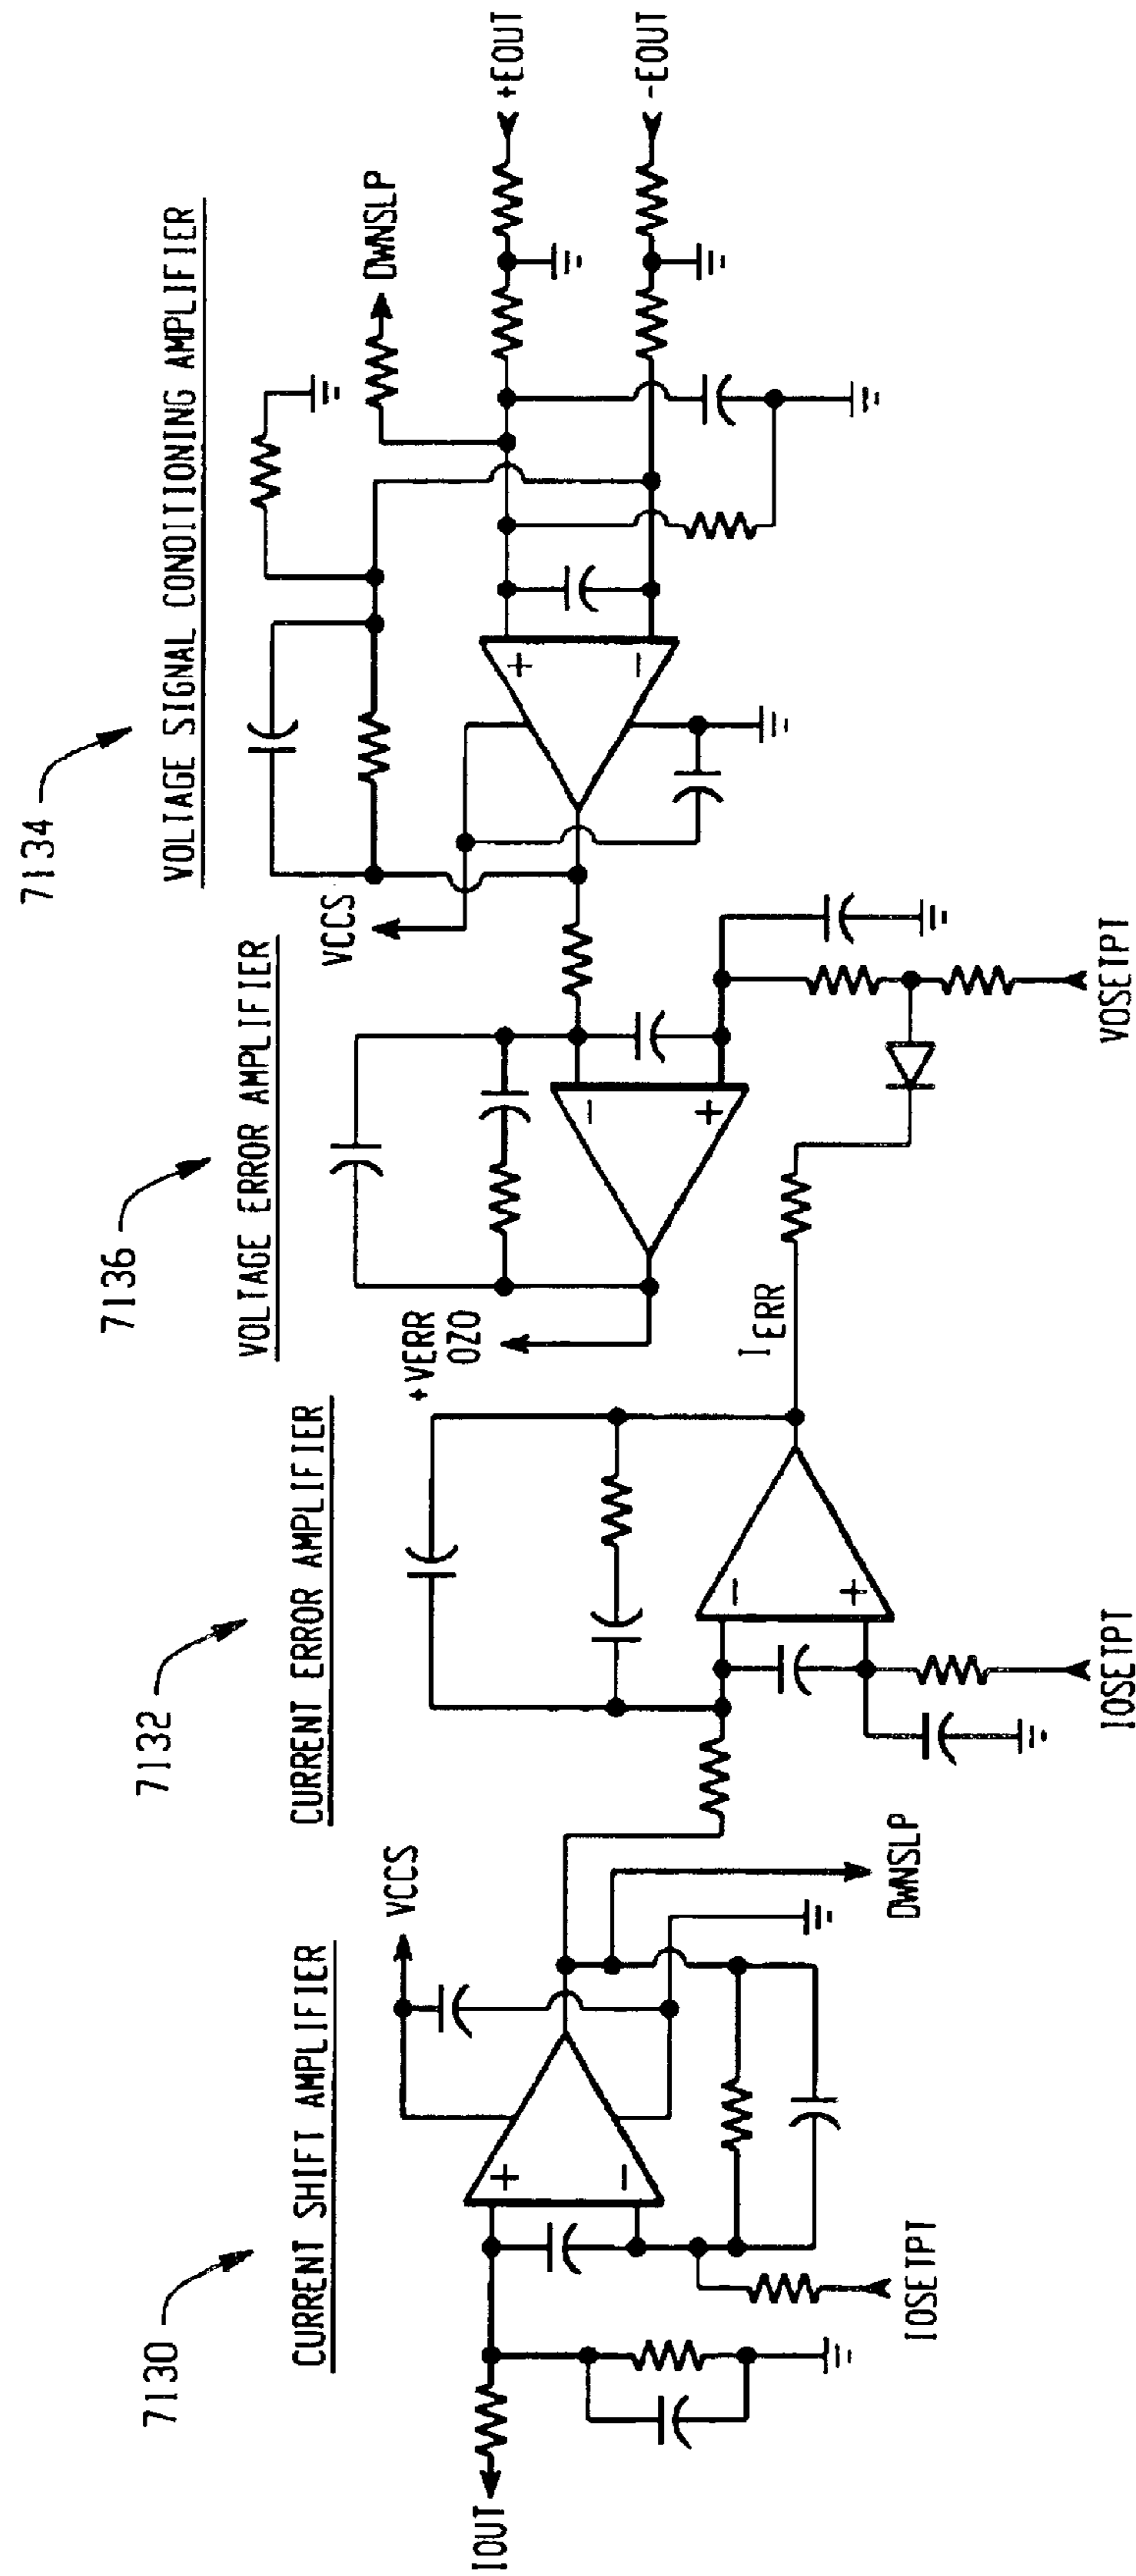 7130
CURRENT SHIFT AMPLIFIER
7132
CURRENT ERROR AMPLIFIER
7136
VOLTAGE ERROR AMPLIFIER
7134
VOLTAGE SIGNAL CONDITIONING AMPLIFIER
IOUT
+
-
VCCS
IOSETPT
DWNSLP
-
+
IOSETPT
IERR
+VERR
OZO
-
+
VOSETPT
VCCS
+
-
DWNSLP
+EOUT
-EOUT